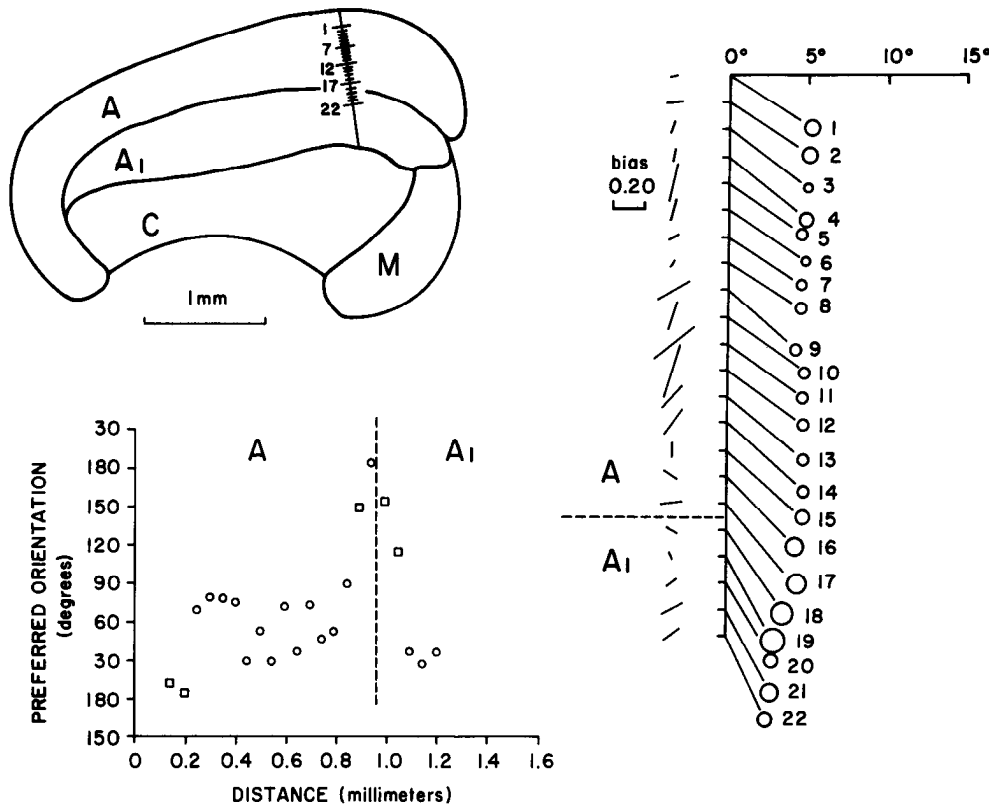 1
7
12
17
22
A
A1
C
M
1mm
0° 5° 10° 15°
bias
0.20
1
2
3
4
5
6
7
8
9
10
11
12
13
14
15
16
17
18
19
20
21
22
A
A1
PREFERRED ORIENTATION
(degrees)
30
180
150
120
90
60
30
180
150
A A1
0 0.2 0.4 0.6 0.8 1.0 1.2 1.4 1.6
DISTANCE (millimeters)